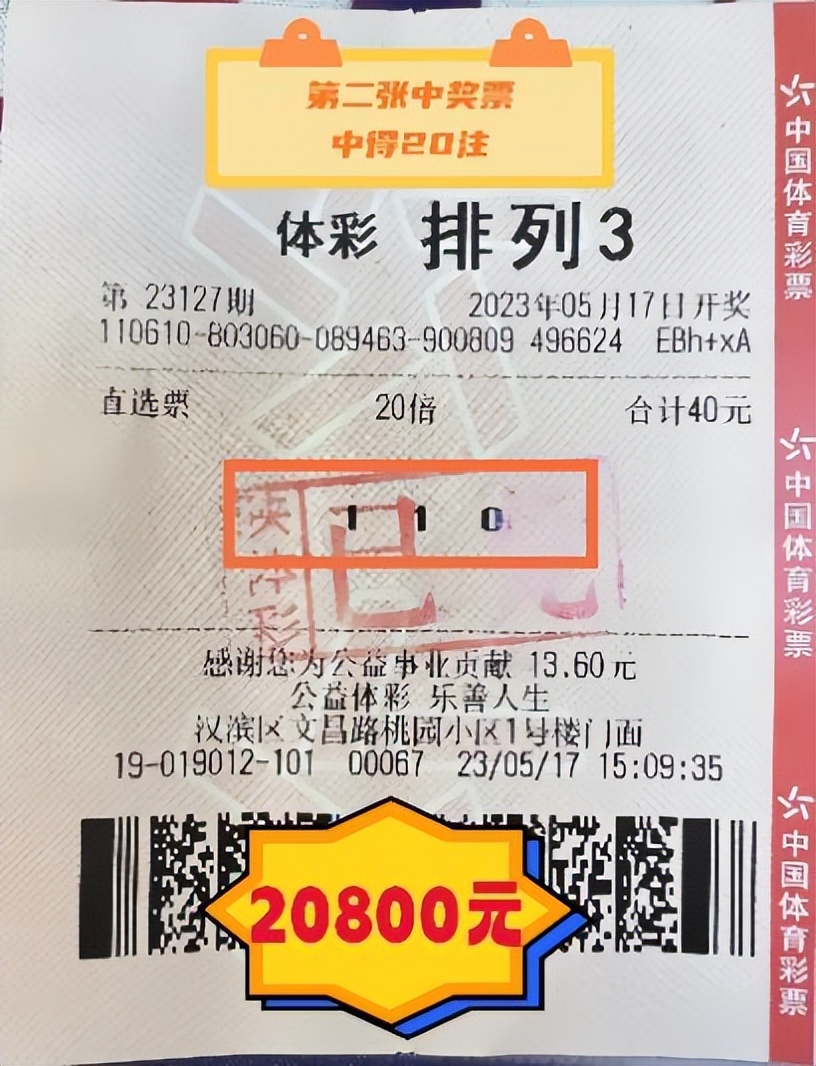 第二张中奖票
中得20注
体彩 排列3
第 23127期 2023年05月17日开奖
110610-803060-089463-900809 496624 EBh+xA
直选票 20倍 合计40元
1 1 0
已
感谢您为公益事业贡献 13.60元
公益体彩 乐善人生
汉滨区文昌路桃园小区1号楼门面
19-019012-101 00067 23/05/17 15:09:35
20800元
中国体育彩票
中国体育彩票
中国体育彩票